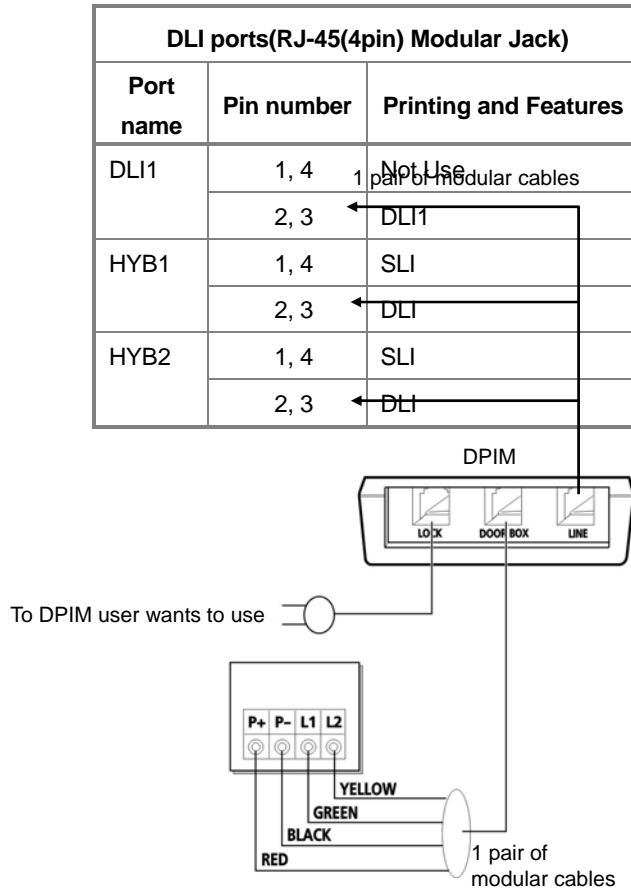 DLI ports(RJ-45(4pin) Modular Jack)
Port name Pin number Printing and Features
DLI1 1, 4 Not Use
1 pair of modular cables
2, 3 DLI1
HYB1 1, 4 SLI
2, 3 DLI
HYB2 1, 4 SLI
2, 3 DLI
DPIM
LOCK DOOR BOX LINE
To DPIM user wants to use
P+ P– L1 L2
YELLOW
GREEN
BLACK
RED
1 pair of
modular cables